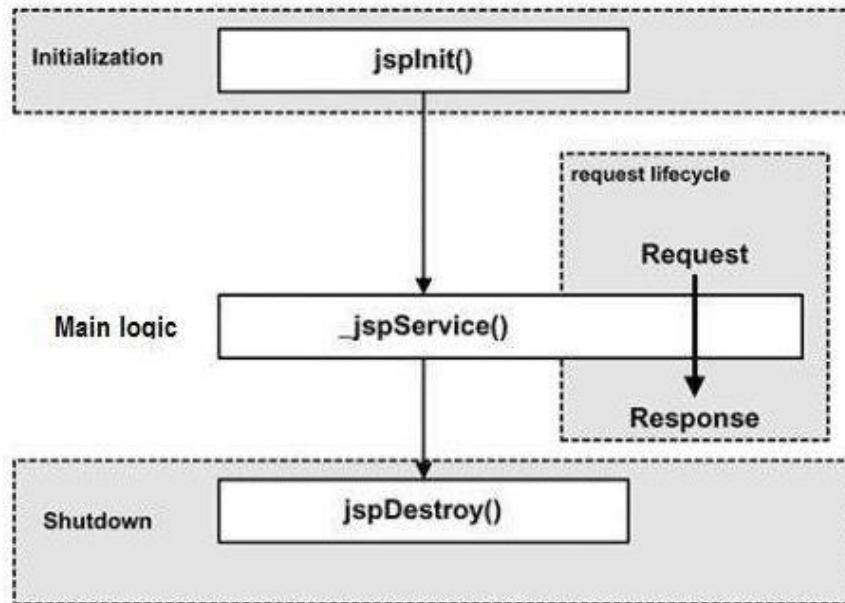 Initialization
jspInit()
request lifecycle
Request
Main logic
_jspService()
Response
Shutdown
jspDestroy()